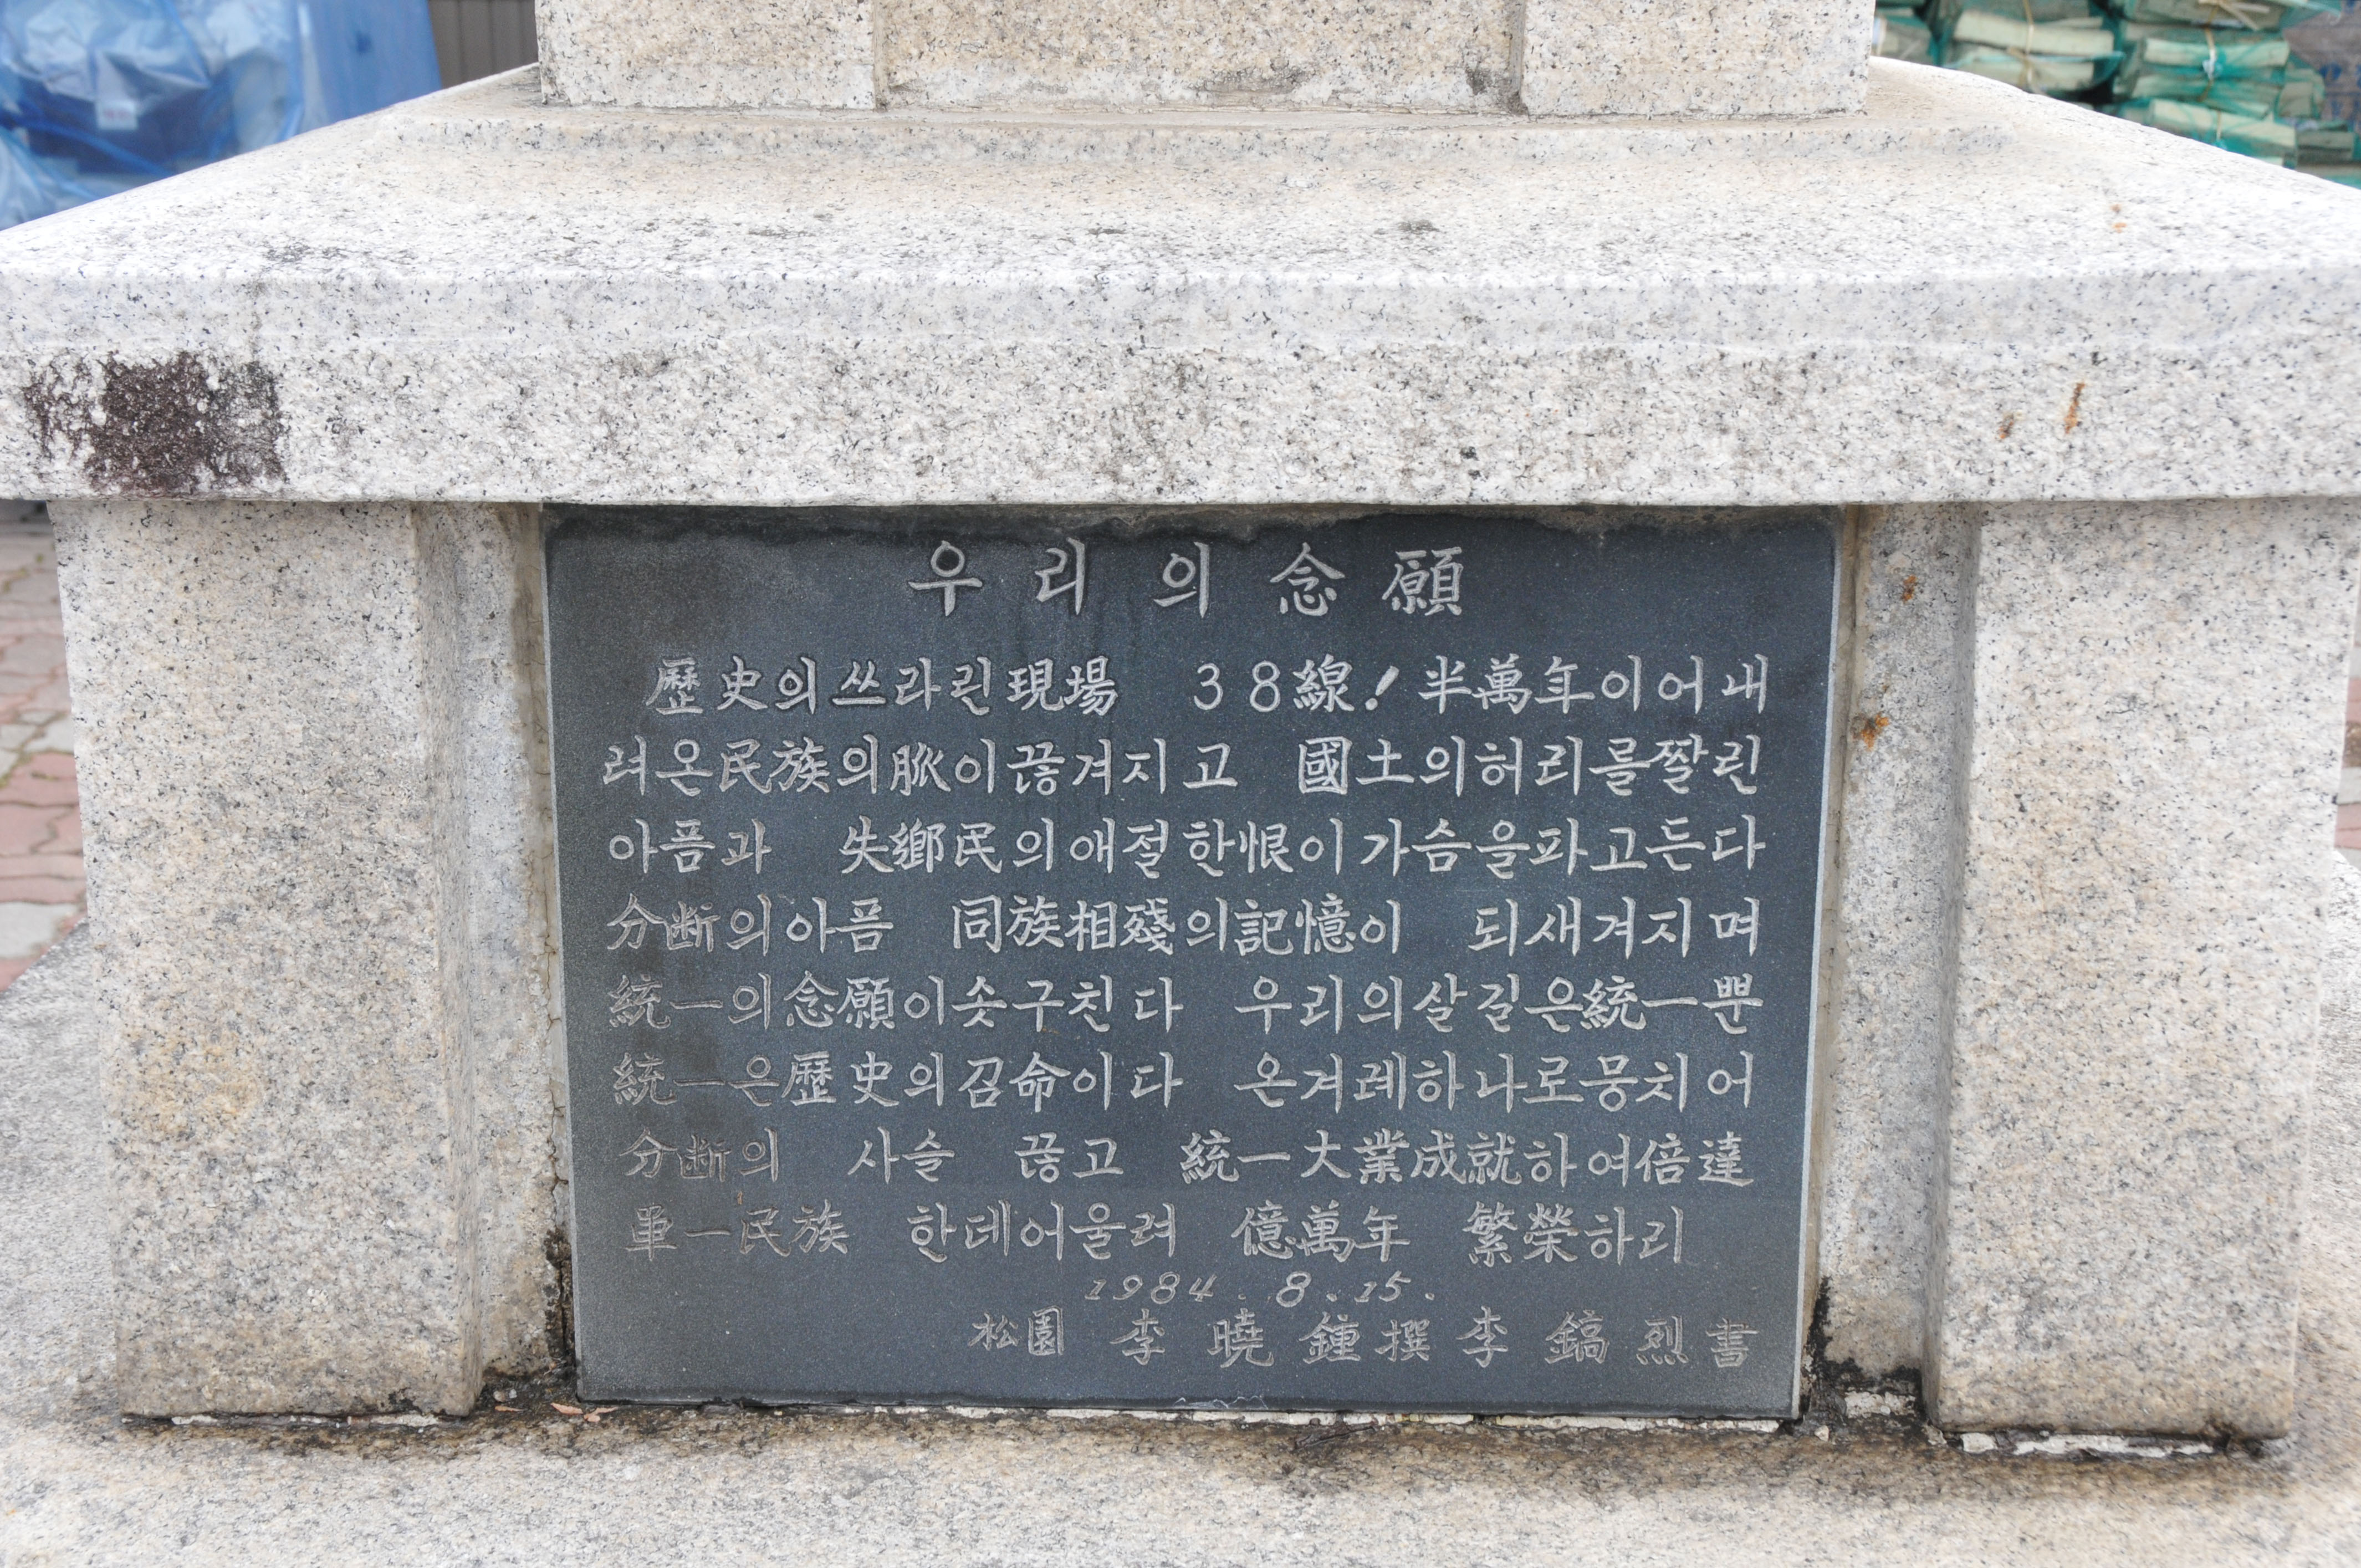 우리의 念願
歷史의쓰라린現場 38線! 半萬年이어내
려온民族의脈이끊겨지고 國土의허리를짤린
아픔과 失鄕民의애절한恨이가슴을파고든다
分断의아픔 同族相殘의記憶이 되새겨지며
統一의念願이솟구친다 우리의살길은統一뿐
統一은歷史의召命이다 온겨레하나로뭉치어
分断의 사슬 끊고 統一大業成就하여倍達
單一民族 한데어울려 億萬年 繁榮하리
1984. 8. 15.
松園 李曉鍾撰 李鎬烈書